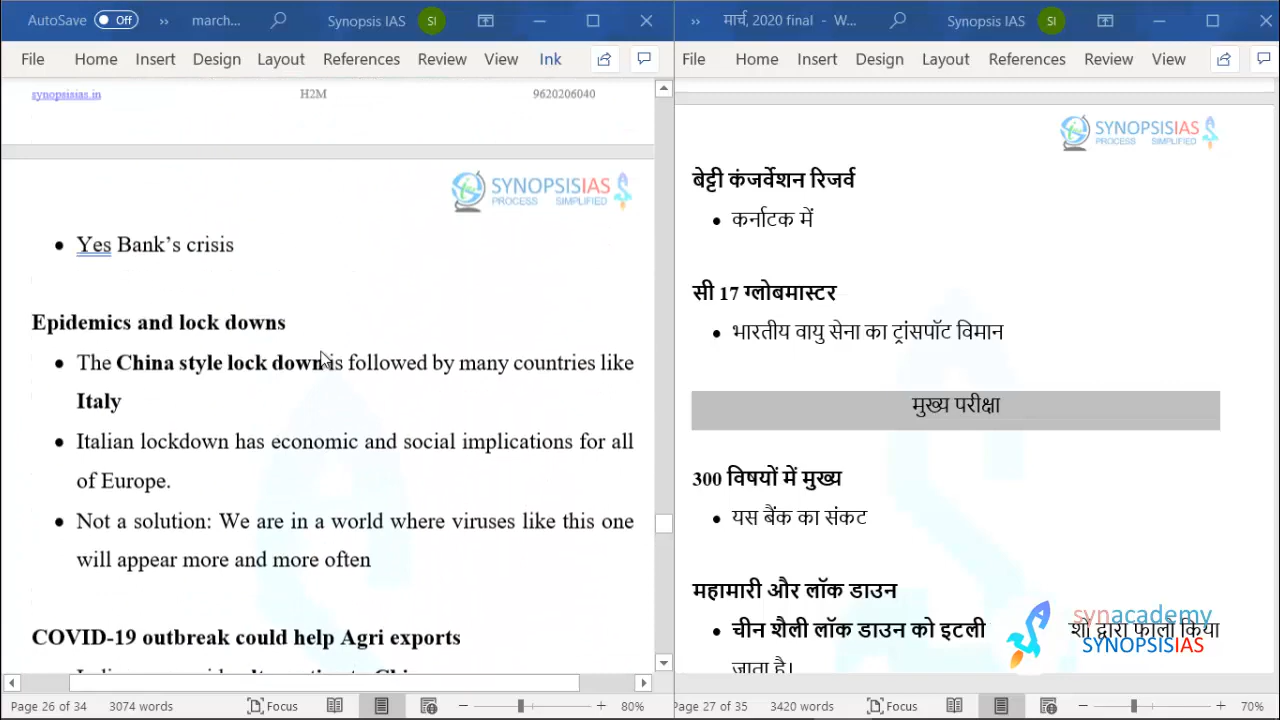 AutoSave Off march... Synopsis IAS SI
File Home Insert Design Layout References Review View Ink
synopsisias.in H2M 9620206040
SYNOPSISIAS
PROCESS SIMPLIFIED
Yes Bank’s crisis
Epidemics and lock downs
The China style lock down is followed by many countries like
Italy
Italian lockdown has economic and social implications for all
of Europe.
Not a solution: We are in a world where viruses like this one
will appear more and more often
COVID-19 outbreak could help Agri exports
Page 26 of 34 3074 words Focus 80%
मार्च, 2020 final - W... Synopsis IAS SI
File Home Insert Design Layout References Review View
SYNOPSISIAS
PROCESS SIMPLIFIED
बेट्टी कंजर्वेशन रिजर्व
कर्नाटक में
सी 17 ग्लोबमास्टर
भारतीय वायु सेना का ट्रांसपॉट विमान
मुख्य परीक्षा
300 विषयों में मुख्य
यस बैंक का संकट
महामारी और लॉक डाउन
चीन शैली लॉक डाउन को इटली द्वारा फॉलो किया
जाता है।
synacademy
SYNOPSISIAS
Page 27 of 35 3420 words Focus 70%